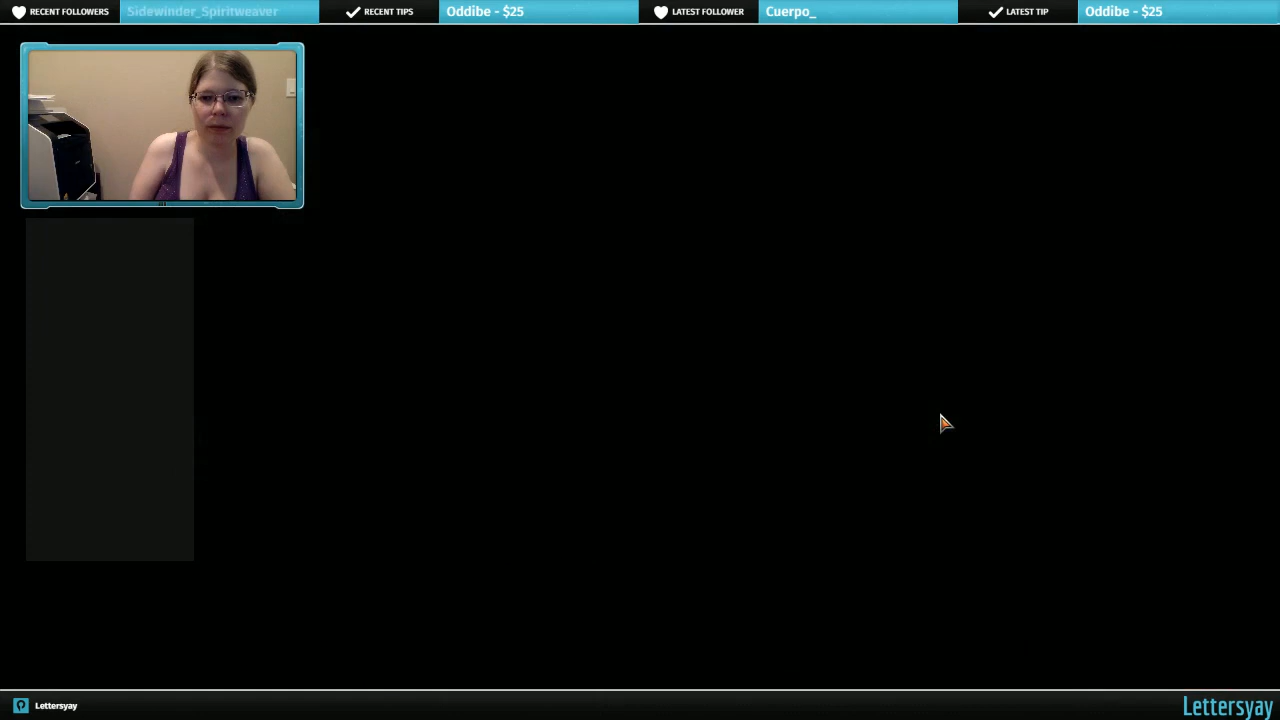 RECENT FOLLOWERS Sidewinder_Spiritweaver RECENT TIPS Oddibe - $25 LATEST FOLLOWER Cuerpo_ LATEST TIP Oddibe - $25
Lettersyay Lettersyay